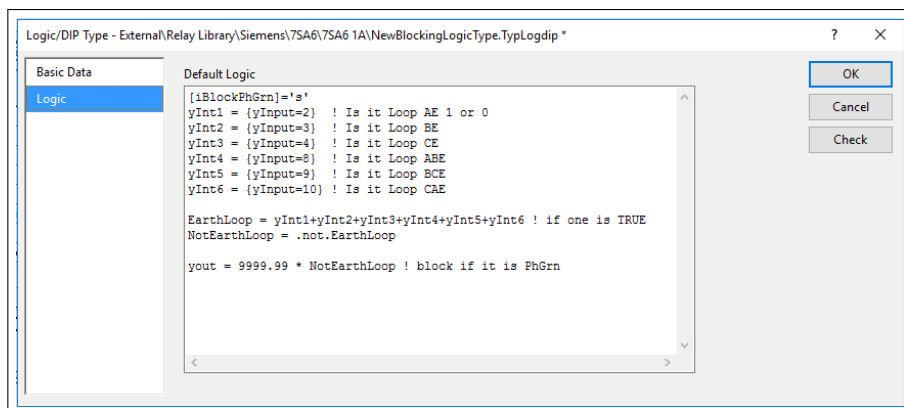 Logic/DIP Type - External\Relay Library\Siemens\7SA6\7SA6 1A\NewBlockingLogicType.TypLogdip *
?
Basic Data
Logic
Default Logic
[iBlockPhGrn]='s'
yInt1 = {yInput=2}  ! Is it Loop AE 1 or 0
yInt2 = {yInput=3}  ! Is it Loop BE
yInt3 = {yInput=4}  ! Is it Loop CE
yInt4 = {yInput=8}  ! Is it Loop ABE
yInt5 = {yInput=9}  ! Is it Loop BCE
yInt6 = {yInput=10} ! Is it Loop CAE
EarthLoop = yInt1+yInt2+yInt3+yInt4+yInt5+yInt6 ! if one is TRUE
NotEarthLoop = .not.EarthLoop
yout = 9999.99 * NotEarthLoop ! block if it is PhGrn
OK
Cancel
Check